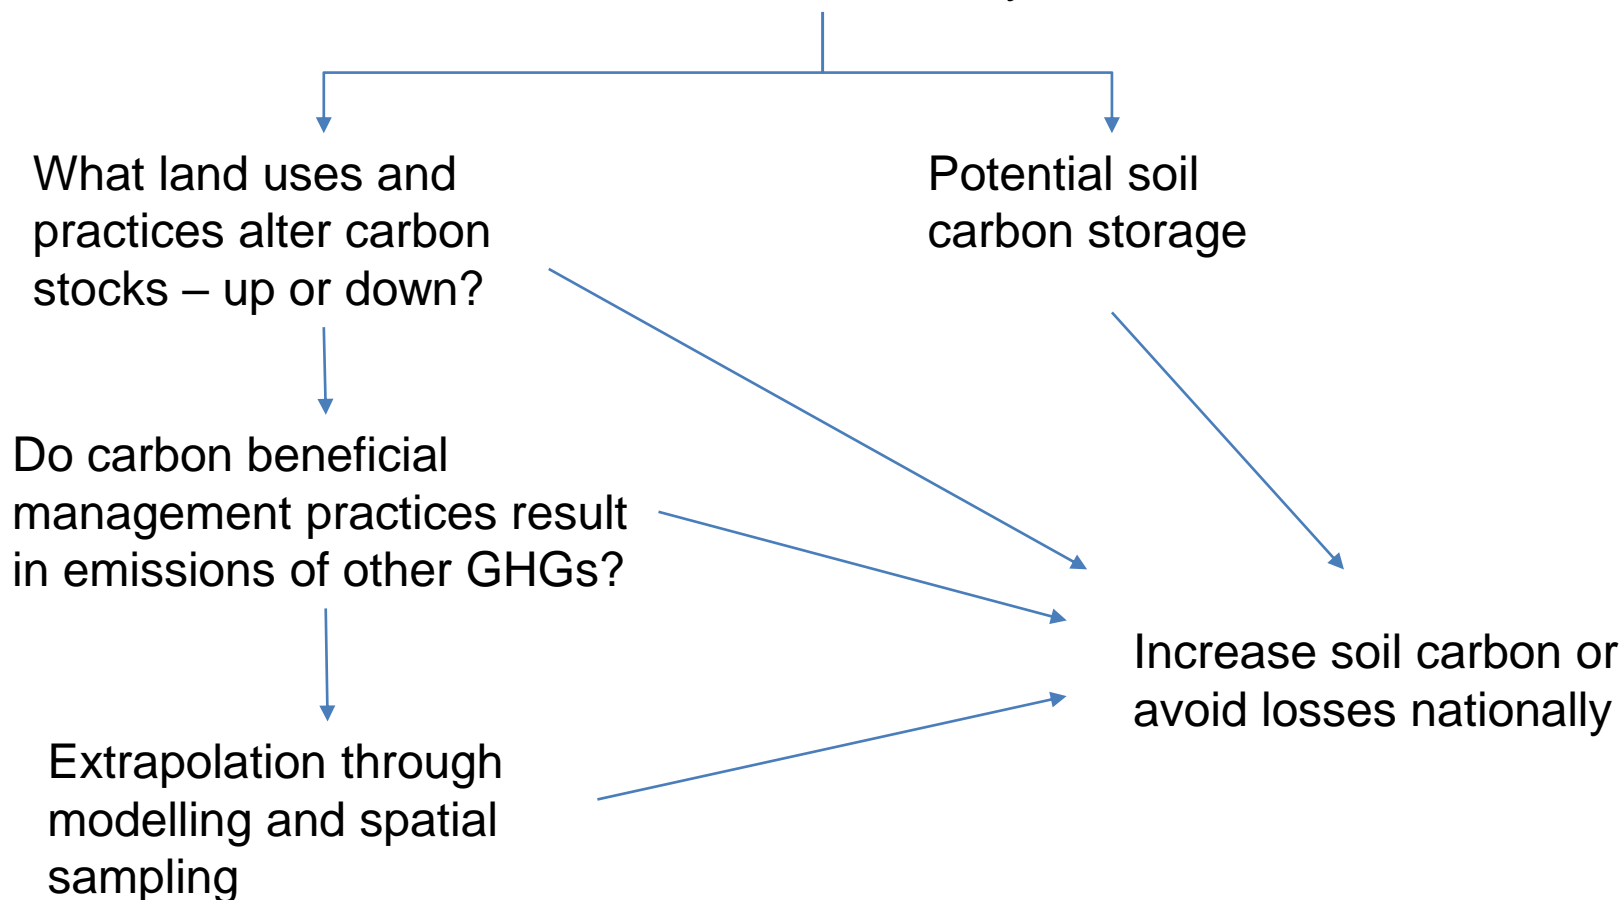 What land uses and
practices alter carbon
stocks – up or down?
Potential soil
carbon storage
Do carbon beneficial
management practices result
in emissions of other GHGs?
Increase soil carbon or
avoid losses nationally
Extrapolation through
modelling and spatial
sampling